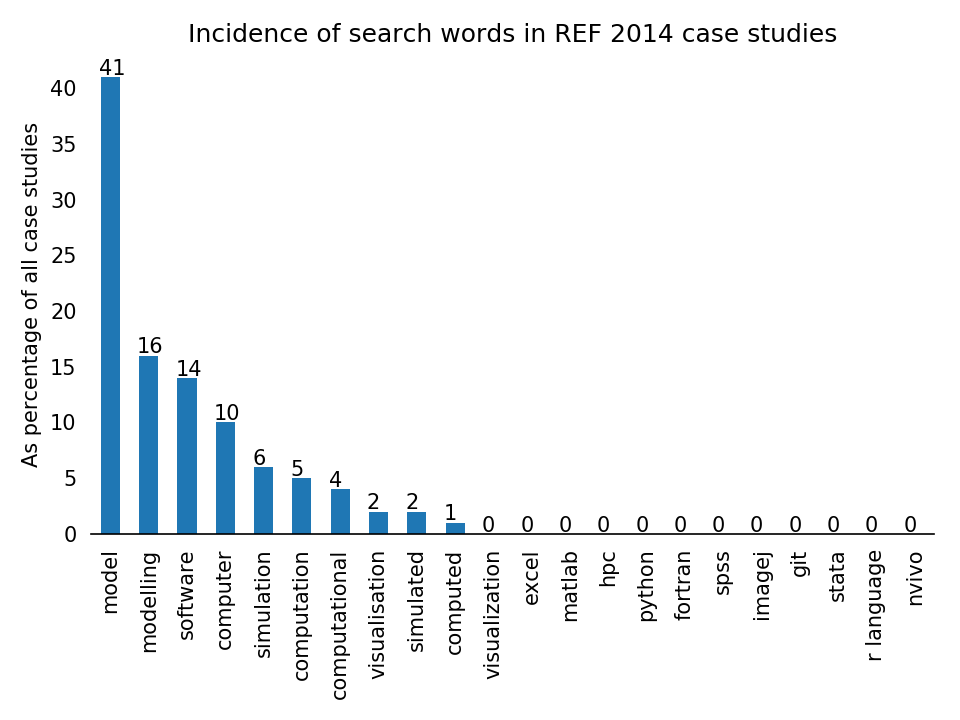 Incidence of search words in REF 2014 case studies
As percentage of all case studies
40
35
30
25
20
15
10
5
0
41
16
14
10
6
5
4
2
2
1
0
0
0
0
0
0
0
0
0
0
0
0
model
modelling
software
computer
simulation
computation
computational
visualisation
simulated
computed
visualization
excel
matlab
hpc
python
fortran
spss
imagej
git
stata
r language
nvivo